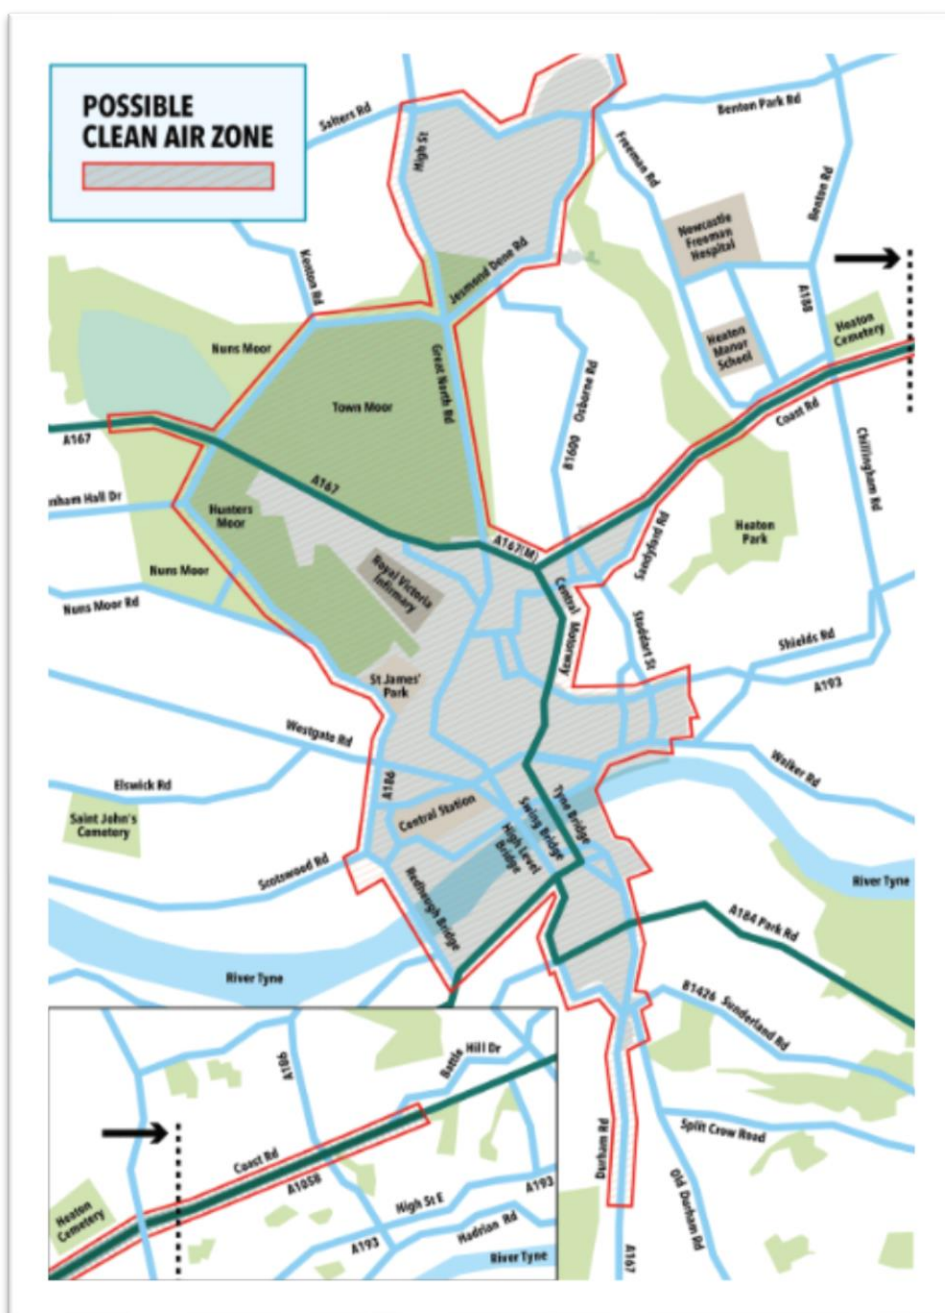 POSSIBLE
CLEAN AIR ZONE
Salters Rd
High St
Benton Park Rd
Freeman Rd
Benton Rd
Newcastle
Freeman
Hospital
Kenton Rd
Jesmond Dene Rd
A188
Heaton
Cemetery
Nuns Moor
Heaton
Manor
School
Great North Rd
Town Moor
Osborne Rd
B1600
Coast Rd
A167
Chillingham Rd
A167
nham Hall Dr
Hunters
Moor
Heaton
Park
Sandyford Rd
A167(M)
Nuns Moor
Royal Victoria
Infirmary
Nuns Moor Rd
Central Motorway
Stoddart St
Shields Rd
A193
St James'
Park
Westgate Rd
Walker Rd
Elswick Rd
A186
Saint John's
Cemetery
Central Station
Tyne Bridge
Swing Bridge
High Level
Bridge
Scotswood Rd
River Tyne
Redheugh Bridge
A184 Park Rd
River Tyne
B1426 Sunderland Rd
A186
Battle Hill Dr
Split Crow Road
Durham Rd
Coast Rd
A1058
Old Durham Rd
High St E
A193
Heaton
Cemetery
Hadrian Rd
A193
River Tyne
A167